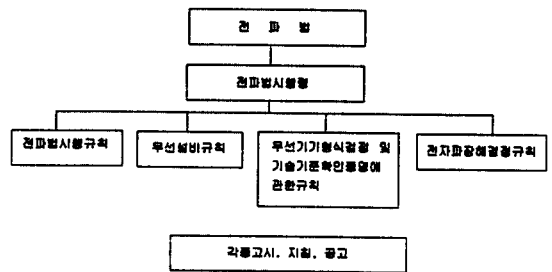 전 파 법
전파법시행령
전파법시행규칙
무선설비규칙
무선기기형식검정 및
기술기준확인증명에
관한규칙
전자파장해검정규칙
각종고시, 지침, 공고